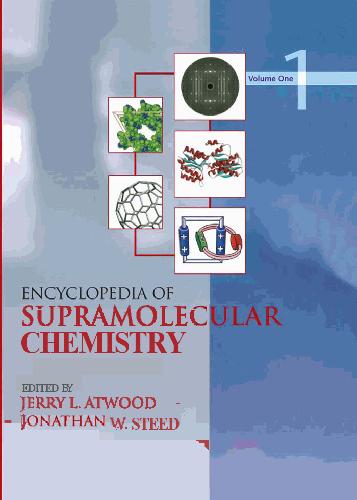 Volume One
1
ENCYCLOPEDIA OF
SUPRAMOLECULAR
CHEMISTRY
EDITED BY
JERRY L. ATWOOD
JONATHAN W. STEED